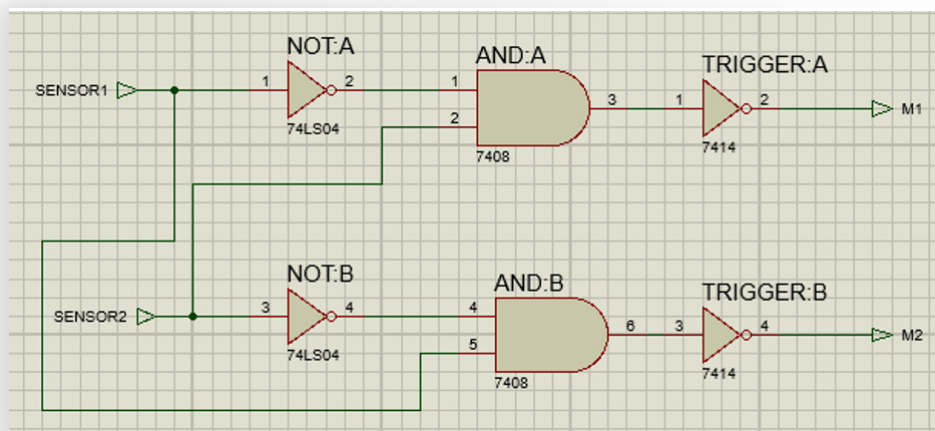 NOT:A
AND:A
TRIGGER:A
SENSOR1
1
2
1
3
1
2
M1
2
74LS04
7408
7414
NOT:B
AND:B
TRIGGER:B
SENSOR2
3
4
4
6
3
4
M2
5
74LS04
7408
7414